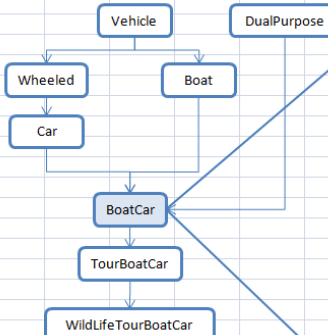 Vehicle
DualPurpose
Wheeled
Boat
Car
BoatCar
TourBoatCar
WildLifeTourBoatCar